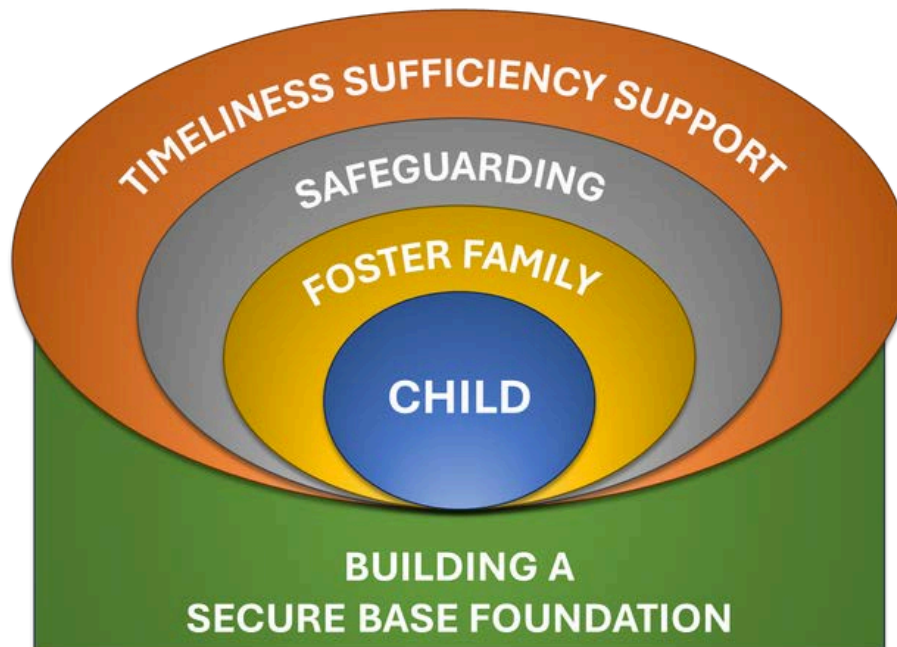 TIMELINESS SUFFICIENCY SUPPORT
SAFEGUARDING
FOSTER FAMILY
CHILD
BUILDING A
SECURE BASE FOUNDATION